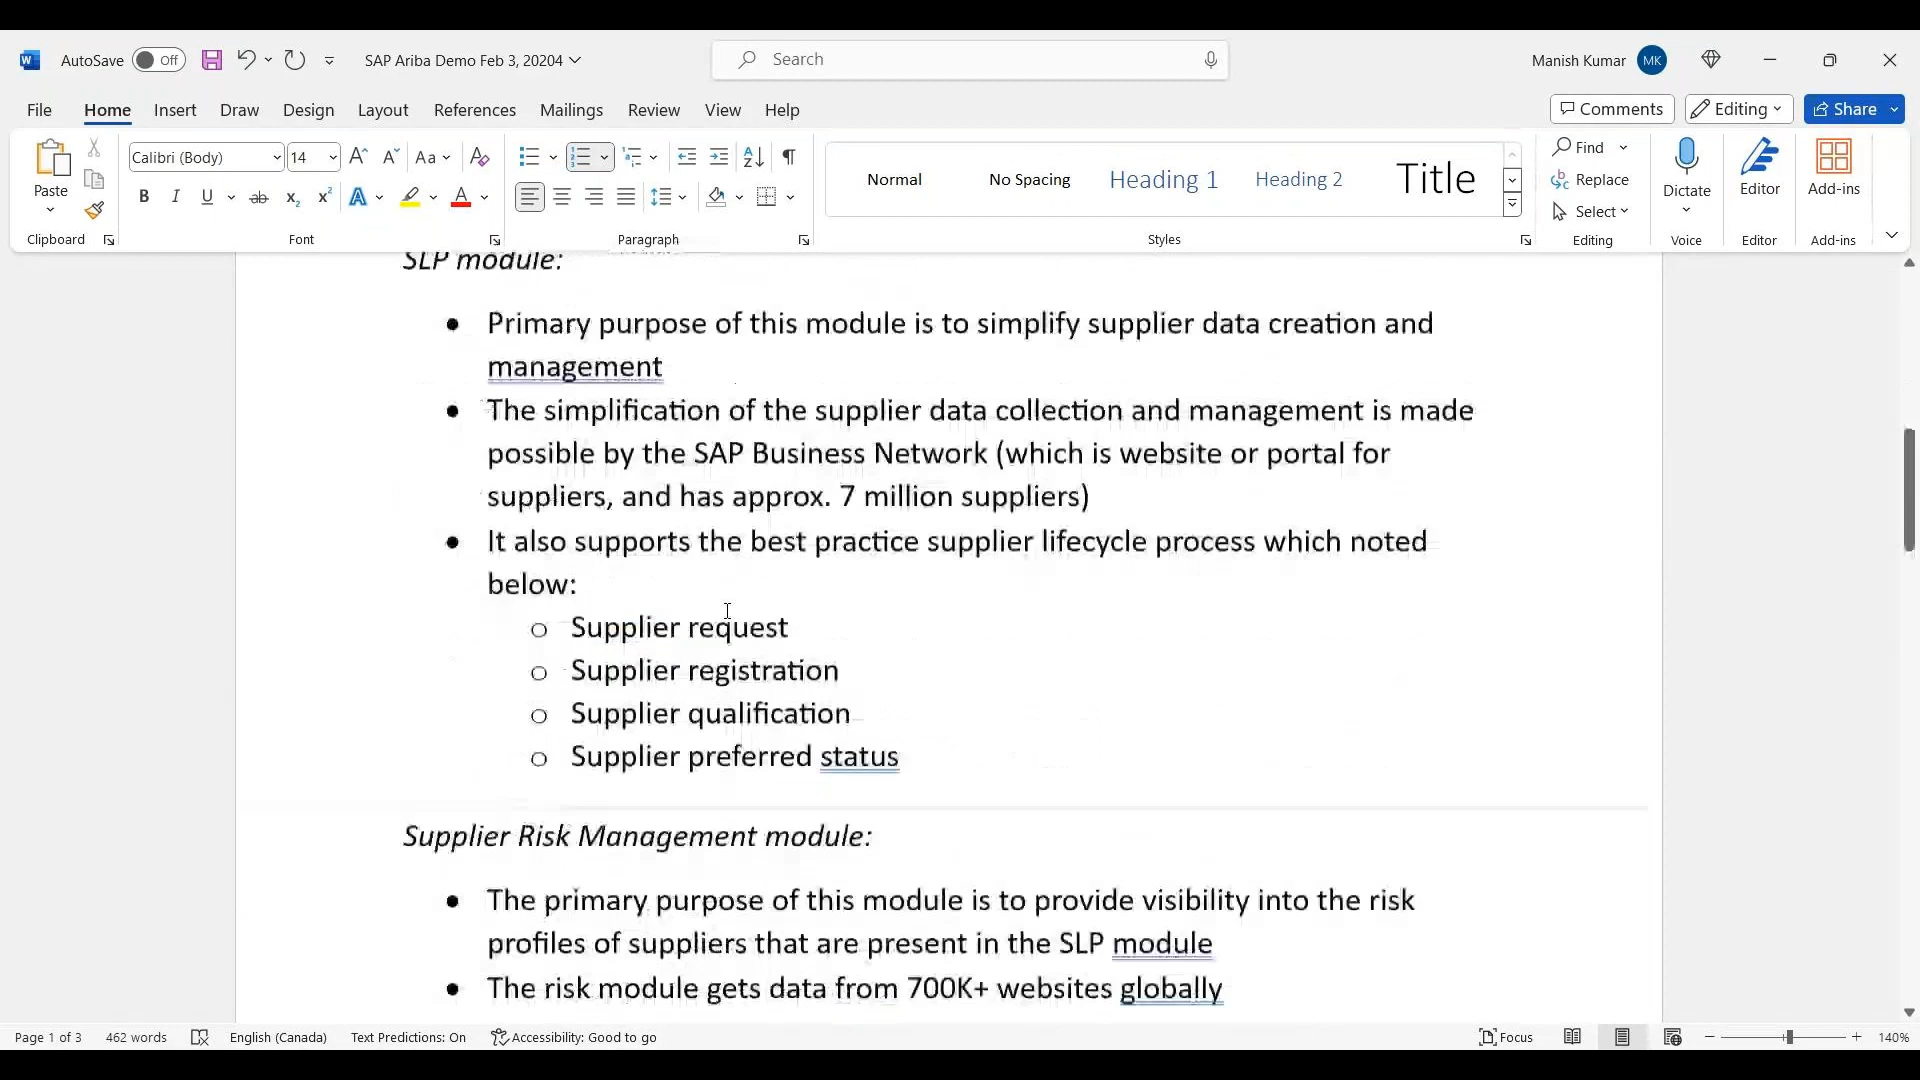 AutoSave Off SAP Ariba Demo Feb 3, 20204 Search Manish Kumar MK
File Home Insert Draw Design Layout References Mailings Review View Help Comments Editing Share
Paste Calibri (Body) 14 Aa Normal No Spacing Heading 1 Heading 2 Title Find Replace Select Dictate Editor Add-ins
B I U ab x₂ x² A A
Clipboard Font Paragraph Styles Editing Voice Editor Add-ins
SLP module:
• Primary purpose of this module is to simplify supplier data creation and
management
• The simplification of the supplier data collection and management is made
possible by the SAP Business Network (which is website or portal for
suppliers, and has approx. 7 million suppliers)
• It also supports the best practice supplier lifecycle process which noted
below:
o Supplier request
o Supplier registration
o Supplier qualification
o Supplier preferred status
Supplier Risk Management module:
• The primary purpose of this module is to provide visibility into the risk
profiles of suppliers that are present in the SLP module
• The risk module gets data from 700K+ websites globally
Page 1 of 3 462 words English (Canada) Text Predictions: On Accessibility: Good to go Focus 140%